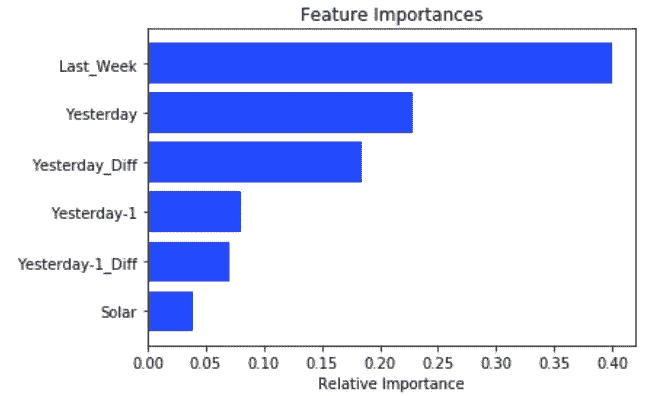 Feature Importances
Last_Week
Yesterday
Yesterday_Diff
Yesterday-1
Yesterday-1_Diff
Solar
0.00 0.05 0.10 0.15 0.20 0.25 0.30 0.35 0.40
Relative Importance